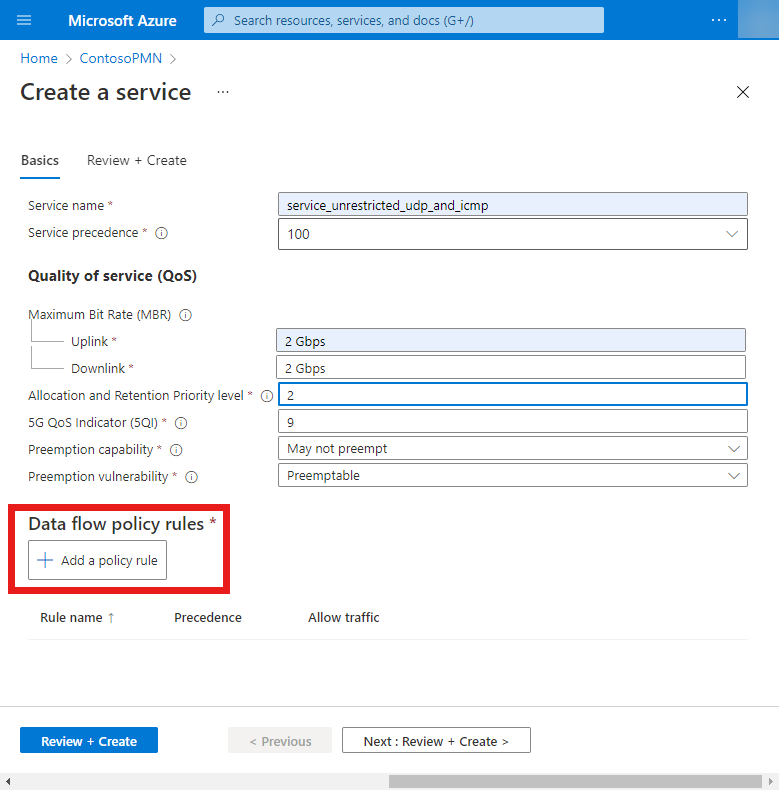 Microsoft Azure
Search resources, services, and docs (G+/)
...
Home > ContosoPMN >
Create a service ...
Basics Review + Create
Service name * service_unrestricted_udp_and_icmp
Service precedence * 100
Quality of service (QoS)
Maximum Bit Rate (MBR)
Uplink * 2 Gbps
Downlink * 2 Gbps
Allocation and Retention Priority level * 2
5G QoS Indicator (5QI) * 9
Preemption capability * May not preempt
Preemption vulnerability * Preemptable
Data flow policy rules *
+ Add a policy rule
Rule name ↑ Precedence Allow traffic
Review + Create < Previous Next : Review + Create >